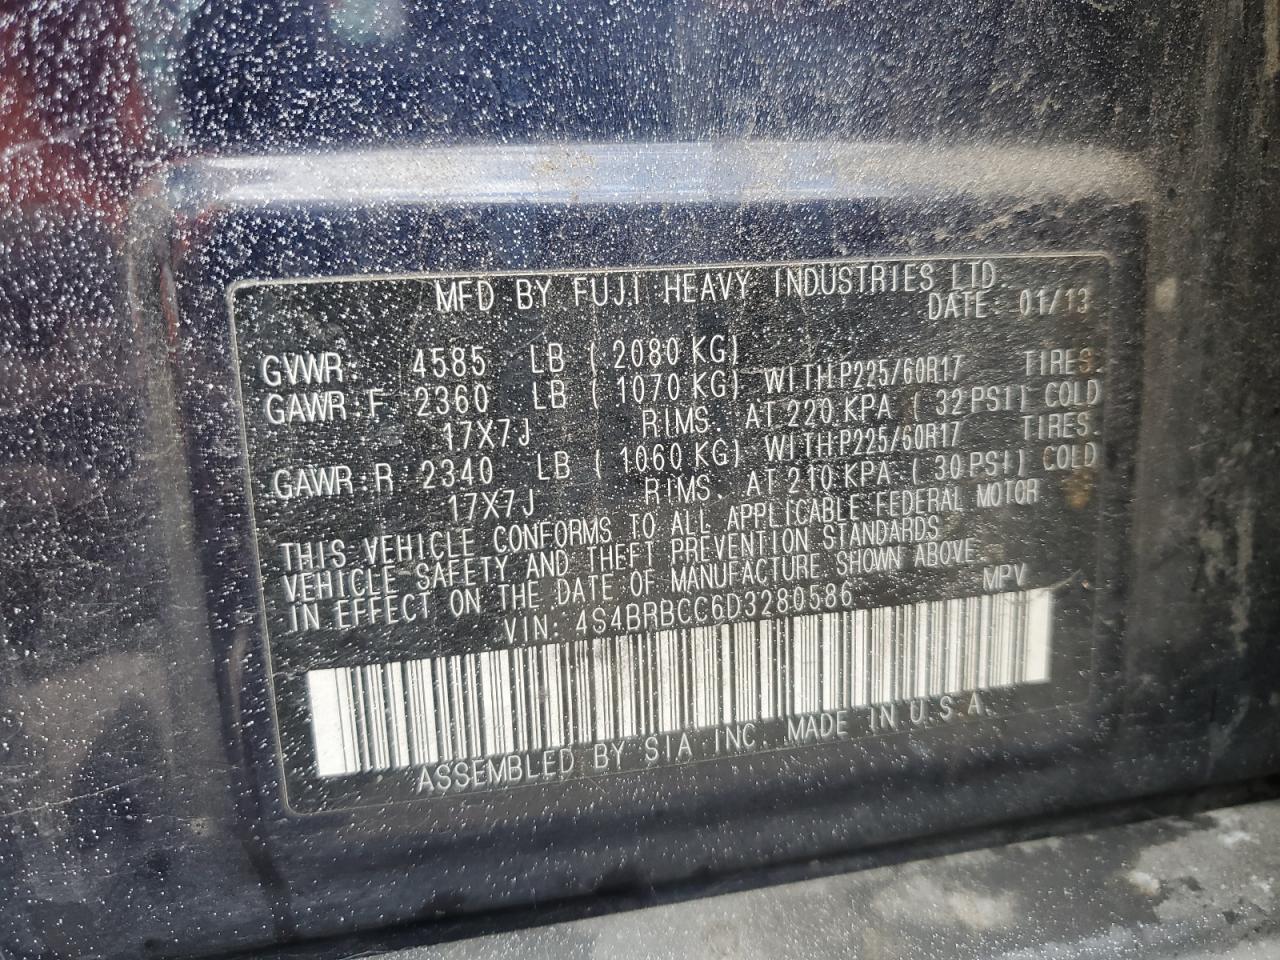 MFD BY FUJI HEAVY INDUSTRIES LTD.
DATE: 01/13
GVWR: 4585 LB (2080 KG)
GAWR:F 2360 LB (1070 KG) WITH:P225/60R17 TIRES.
17X7J RIMS. AT 220 KPA (32 PSI) COLD
GAWR:R 2340 LB (1060 KG) WITH:P225/60R17 TIRES.
17X7J RIMS. AT 210 KPA (30 PSI) COLD
THIS VEHICLE CONFORMS TO ALL APPLICABLE FEDERAL MOTOR
VEHICLE SAFETY AND THEFT PREVENTION STANDARDS
IN EFFECT ON THE DATE OF MANUFACTURE SHOWN ABOVE
VIN: 4S4BRBCC6D3280586 MPV
ASSEMBLED BY SIA INC. MADE IN U.S.A.